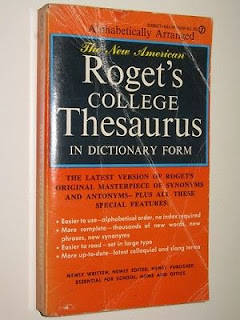 Alphabetically Arranged
The New American
Roget's
COLLEGE
Thesaurus
IN DICTIONARY FORM
THE LATEST VERSION OF ROGET'S
ORIGINAL MASTERPIECE OF SYNONYMS
AND ANTONYMS—PLUS ALL THESE
SPECIAL FEATURES:
• Easier to use—alphabetical order, no index required
• More complete—thousands of new words, new
phrases, new synonyms
• Easier to read—set in large type
• More up-to-date—latest colloquial and slang terms
NEWLY WRITTEN, NEWLY EDITED, NEWLY PUBLISHED
ESSENTIAL FOR SCHOOL, HOME AND OFFICE